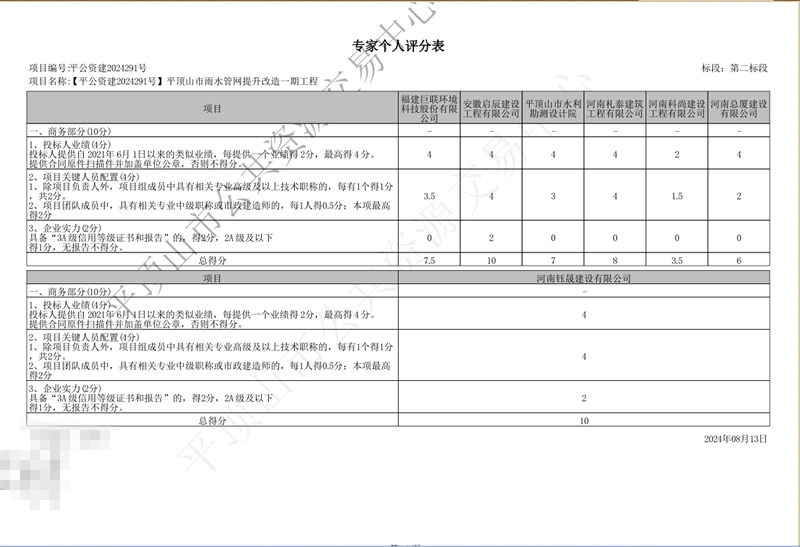 专家个人评分表
项目编号:平公资建2024291号
标段：第二标段
项目名称:【平公资建2024291号】平顶山市雨水管网提升改造一期工程
项目 福建巨联环境科技股份有限公司 安徽启辰建设工程有限公司 平顶山市水利勘测设计院 河南札泰建筑工程有限公司 河南科尚建设工程有限公司 河南总厦建设有限公司
一、商务部分(10分) – – – – – –
1、投标人业绩(4分)
投标人提供自 2021年 6月 1日以来的类似业绩，每提供一个业绩得 2分，最高得 4 分。
提供合同原件扫描件并加盖单位公章，否则不得分。
4 4 4 4 2 4
2、项目关键人员配置(4分)
1、除项目负责人外，项目组成员中具有相关专业高级及以上技术职称的，每有1个得1分
，共2分。
2、项目团队成员中，具有相关专业中级职称或市政建造师的，每1人得0.5分；本项最高
得2分
3.5 4 3 4 1.5 2
3、企业实力(2分)
具备“3A 级信用等级证书和报告”的，得2分，2A 级及以下
得1分，无报告不得分。
0 2 0 0 0 0
总得分 7.5 10 7 8 3.5 6
项目 河南钰晟建设有限公司
一、商务部分(10分) –
1、投标人业绩(4分)
投标人提供自 2021年 6月 1日以来的类似业绩，每提供一个业绩得 2分，最高得 4 分。
提供合同原件扫描件并加盖单位公章，否则不得分。
4
2、项目关键人员配置(4分)
1、除项目负责人外，项目组成员中具有相关专业高级及以上技术职称的，每有1个得1分
，共2分。
2、项目团队成员中，具有相关专业中级职称或市政建造师的，每1人得0.5分；本项最高
得2分
4
3、企业实力(2分)
具备“3A 级信用等级证书和报告”的，得2分，2A 级及以下
得1分，无报告不得分。
2
总得分 10
2024年08月13日
平顶山市公共资源交易中心
平顶山市公共资源交易中心